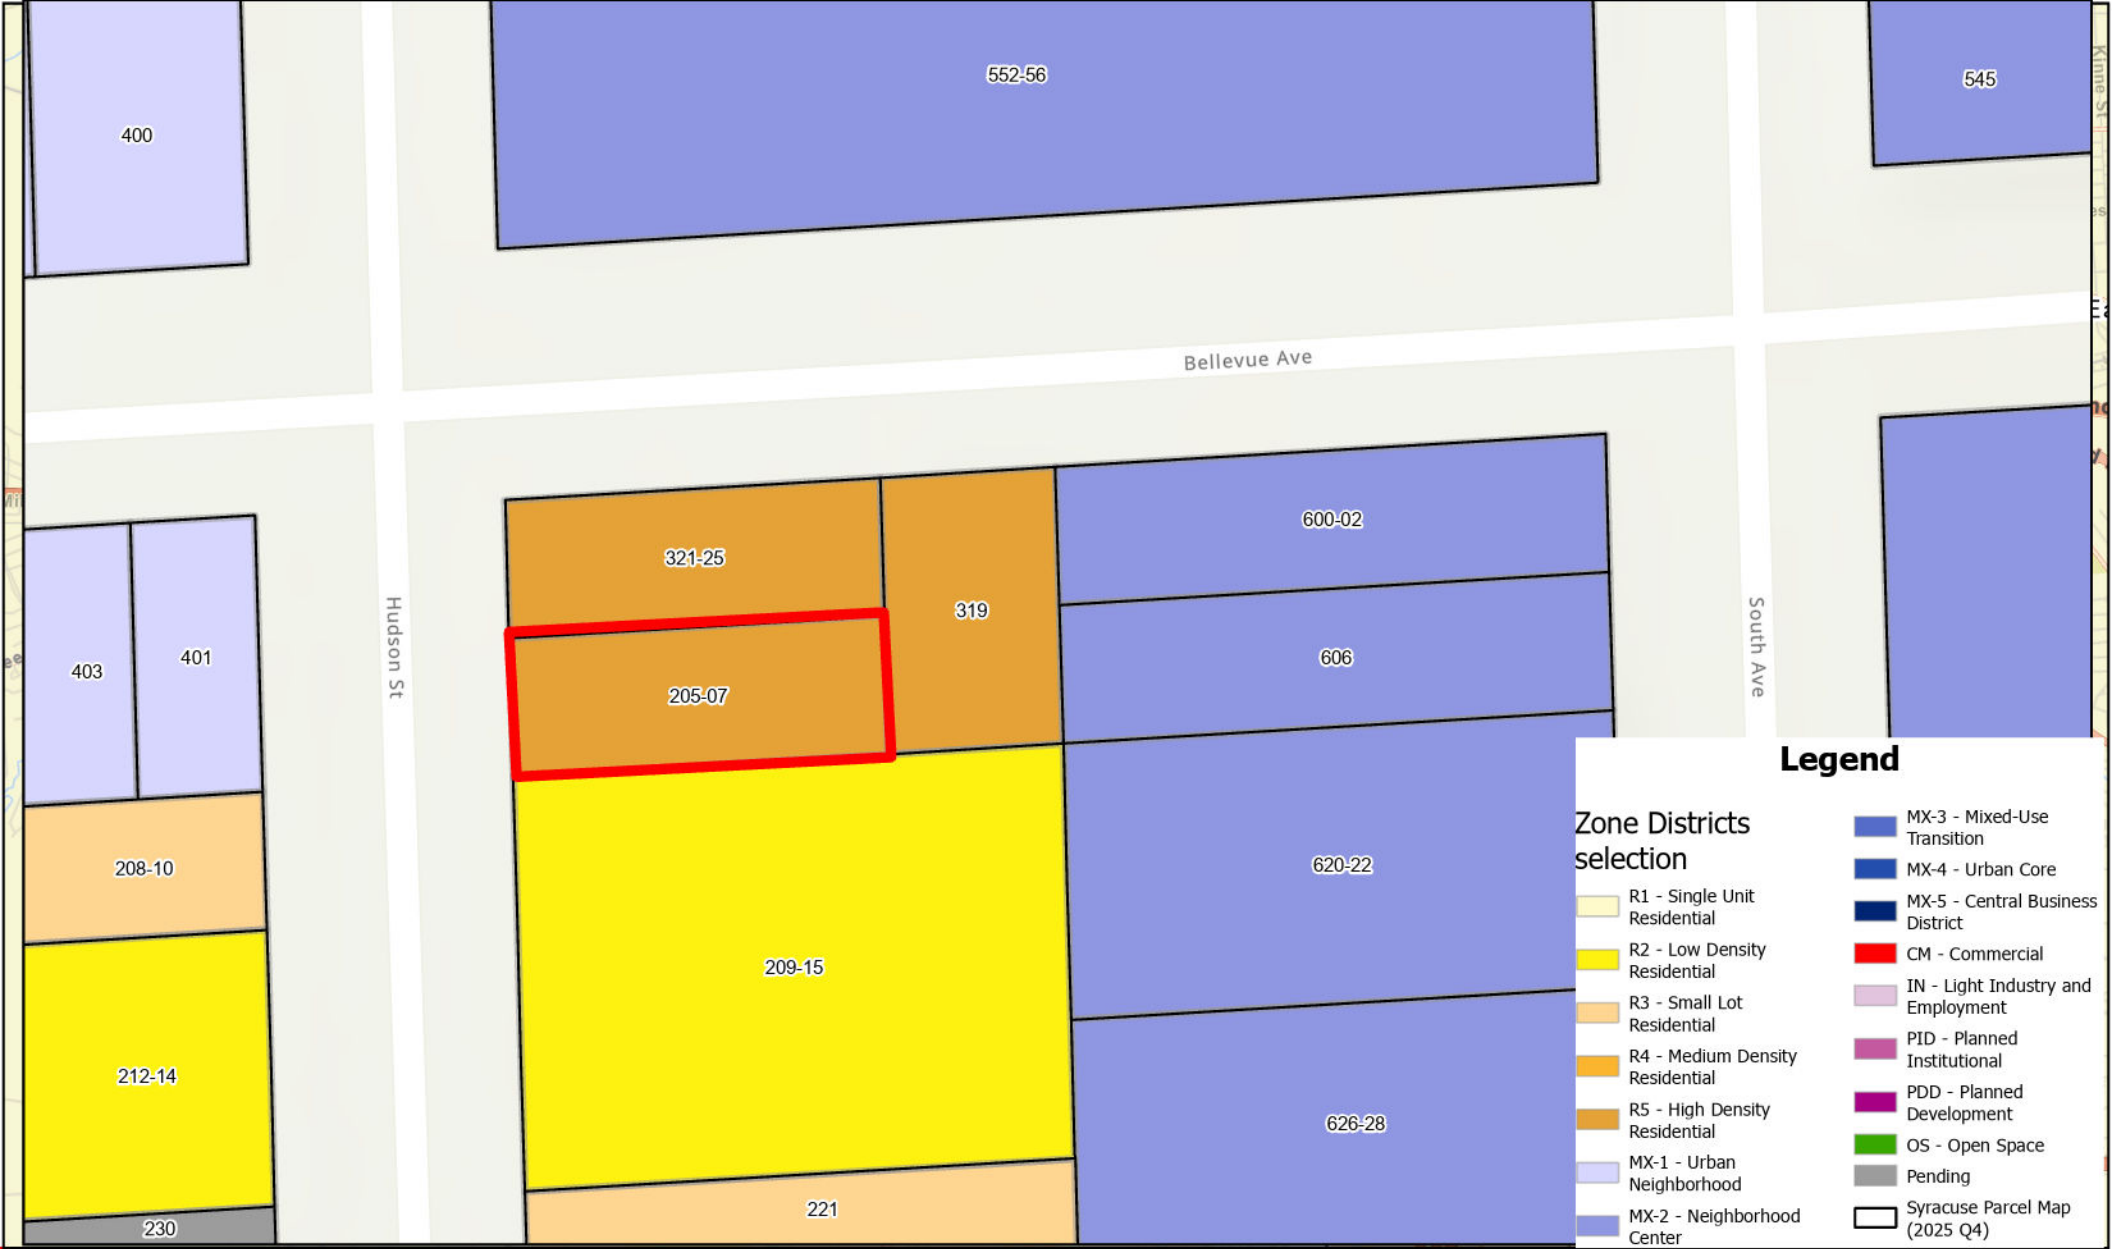 552-56
545
400
Kinne St
Bellevue Ave
600-02
321-25
319
606
401
403
205-07
Hudson St
South Ave
208-10
620-22
209-15
212-14
626-28
221
230
Legend
Zone Districts
selection
R1 - Single Unit
Residential
R2 - Low Density
Residential
R3 - Small Lot
Residential
R4 - Medium Density
Residential
R5 - High Density
Residential
MX-1 - Urban
Neighborhood
MX-2 - Neighborhood
Center
MX-3 - Mixed-Use
Transition
MX-4 - Urban Core
MX-5 - Central Business
District
CM - Commercial
IN - Light Industry and
Employment
PID - Planned
Institutional
PDD - Planned
Development
OS - Open Space
Pending
Syracuse Parcel Map
(2025 Q4)